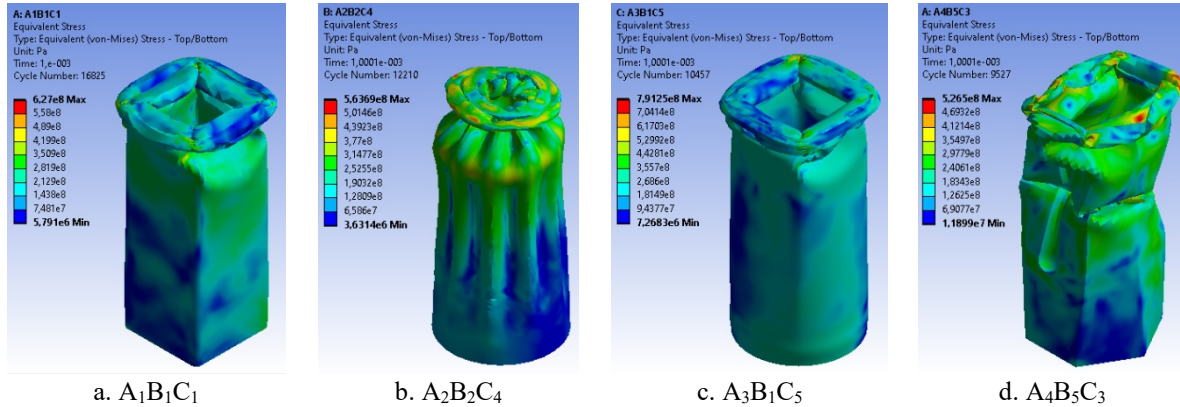 A: A1B1C1
Equivalent Stress
Type: Equivalent (von-Mises) Stress - Top/Bottom
Unit: Pa
Time: 1,e-003
Cycle Number: 16825
6,27e8 Max
5,58e8
4,89e8
4,199e8
3,509e8
2,819e8
2,129e8
1,438e8
7,481e7
5,791e6 Min
a. A₁B₁C₁
B: A2B2C4
Equivalent Stress
Type: Equivalent (von-Mises) Stress - Top/Bottom
Unit: Pa
Time: 1,0001e-003
Cycle Number: 12210
5,6369e8 Max
5,0146e8
4,3923e8
3,77e8
3,1477e8
2,5255e8
1,9032e8
1,2809e8
6,586e7
3,6314e6 Min
b. A₂B₂C₄
C: A3B1C5
Equivalent Stress
Type: Equivalent (von-Mises) Stress - Top/Bottom
Unit: Pa
Time: 1,0001e-003
Cycle Number: 10457
7,9125e8 Max
7,0414e8
6,1703e8
5,2992e8
4,4281e8
3,557e8
2,686e8
1,8149e8
9,4377e7
7,2683e6 Min
c. A₃B₁C₅
A: A4B5C3
Equivalent Stress
Type: Equivalent (von-Mises) Stress - Top/Bottom
Unit: Pa
Time: 1,0001e-003
Cycle Number: 9527
5,265e8 Max
4,6932e8
4,1214e8
3,5497e8
2,9779e8
2,4061e8
1,8343e8
1,2625e8
6,9077e7
1,1899e7 Min
d. A₄B₅C₃